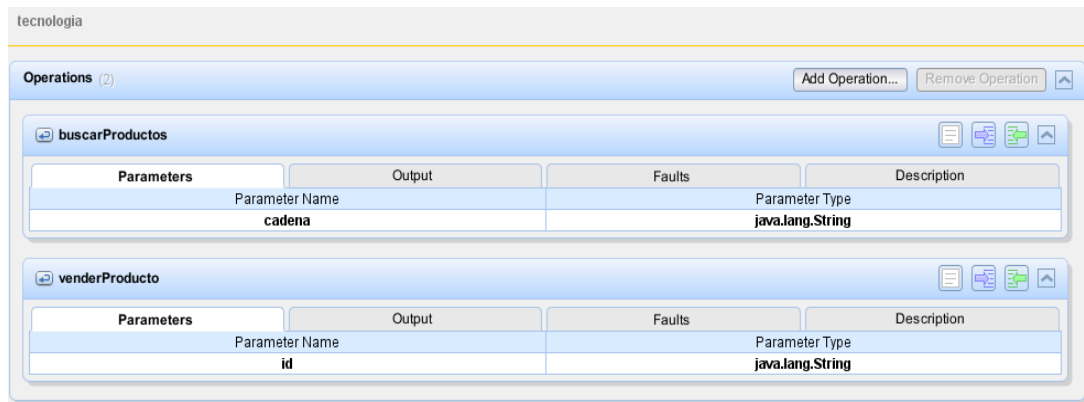 tecnologia
Operations (2) Add Operation... Remove Operation
buscarProductos
Parameters Output Faults Description
Parameter Name Parameter Type
cadena java.lang.String
venderProducto
Parameters Output Faults Description
Parameter Name Parameter Type
id java.lang.String